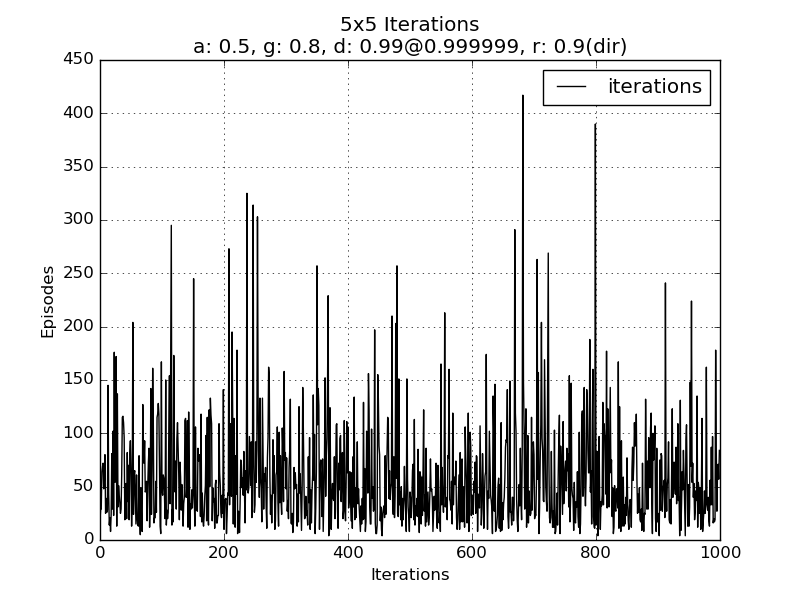 5x5 Iterations
a: 0.5, g: 0.8, d: 0.99@0.999999, r: 0.9(dir)
iterations
450
400
350
300
250
200
150
100
50
0
Episodes
0 200 400 600 800 1000
Iterations